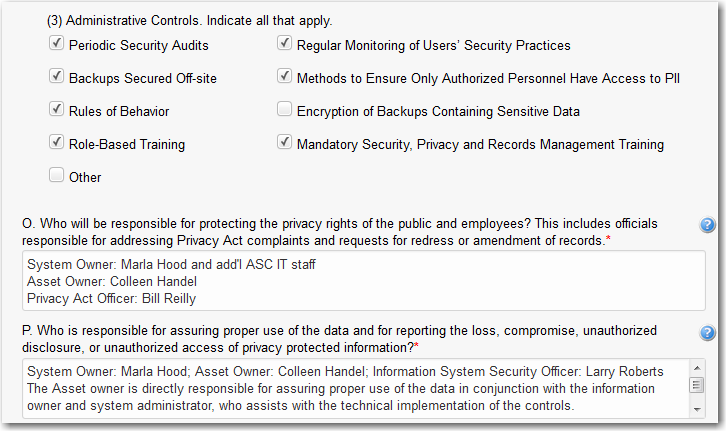 (3) Administrative Controls. Indicate all that apply.
Periodic Security Audits
Regular Monitoring of Users' Security Practices
Backups Secured Off-site
Methods to Ensure Only Authorized Personnel Have Access to PII
Rules of Behavior
Encryption of Backups Containing Sensitive Data
Role-Based Training
Mandatory Security, Privacy and Records Management Training
Other
O. Who will be responsible for protecting the privacy rights of the public and employees? This includes officials
responsible for addressing Privacy Act complaints and requests for redress or amendment of records.*
System Owner: Marla Hood and add'l ASC IT staff
Asset Owner: Colleen Handel
Privacy Act Officer: Bill Reilly
P. Who is responsible for assuring proper use of the data and for reporting the loss, compromise, unauthorized
disclosure, or unauthorized access of privacy protected information?*
System Owner: Marla Hood; Asset Owner: Colleen Handel; Information System Security Officer: Larry Roberts
The Asset owner is directly responsible for assuring proper use of the data in conjunction with the information
owner and system administrator, who assists with the technical implementation of the controls.